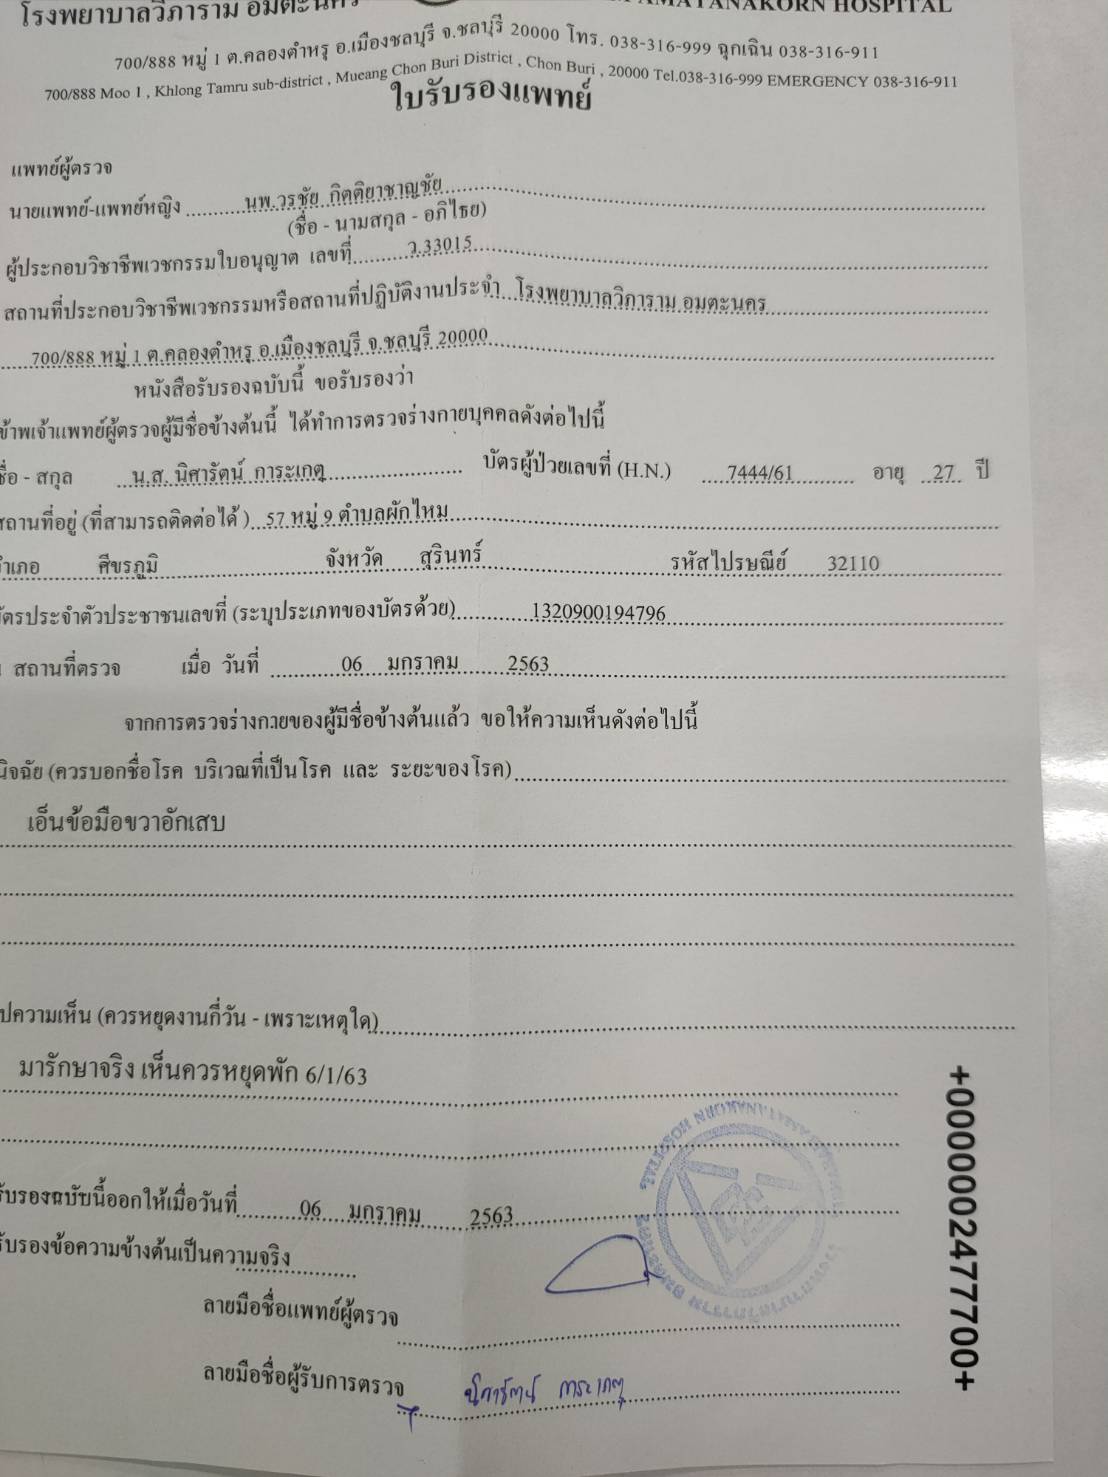 โรงพยาบาลวิภาราม อมตะนคร
AMATANAKORN HOSPITAL
700/888 หมู่ 1 ต.คลองตำหรุ อ.เมืองชลบุรี จ.ชลบุรี 20000 โทร. 038-316-999 ฉุกเฉิน 038-316-911
700/888 Moo 1 , Khlong Tamru sub-district , Mueang Chon Buri District , Chon Buri , 20000 Tel.038-316-999 EMERGENCY 038-316-911
ใบรับรองแพทย์
แพทย์ผู้ตรวจ
นายแพทย์-แพทย์หญิง นพ.วรชัย กิตติยาชาญชัย
(ชื่อ - นามสกุล - อภิไธย)
ผู้ประกอบวิชาชีพเวชกรรมใบอนุญาต เลขที่ ว.33015
สถานที่ประกอบวิชาชีพเวชกรรมหรือสถานที่ปฏิบัติงานประจำ โรงพยาบาลวิภาราม อมตะนคร
700/888 หมู่ 1 ต.คลองตำหรุ อ.เมืองชลบุรี จ.ชลบุรี 20000
หนังสือรับรองฉบับนี้ ขอรับรองว่า
ข้าพเจ้าแพทย์ผู้ตรวจผู้มีชื่อข้างต้นนี้ ได้ทำการตรวจร่างกายบุคคลดังต่อไปนี้
ชื่อ - สกุล น.ส. นิศารัตน์ การะเกตุ บัตรผู้ป่วยเลขที่ (H.N.) 7444/61 อายุ 27 ปี
สถานที่อยู่ (ที่สามารถติดต่อได้ ) 57 หมู่ 9 ตำบลผักไหม
อำเภอ ศีขรภูมิ จังหวัด สุรินทร์ รหัสไปรษณีย์ 32110
บัตรประจำตัวประชาชนเลขที่ (ระบุประเภทของบัตรด้วย) 1320900194796
ณ สถานที่ตรวจ เมื่อ วันที่ 06 มกราคม 2563
จากการตรวจร่างกายของผู้มีชื่อข้างต้นแล้ว ขอให้ความเห็นดังต่อไปนี้
นิจฉัย (ควรบอกชื่อโรค บริเวณที่เป็นโรค และ ระยะของโรค)
เอ็นข้อมือขวาอักเสบ
ปความเห็น (ควรหยุดงานกี่วัน - เพราะเหตุใด)
มารักษาจริง เห็นควรหยุดพัก 6/1/63
รับรองฉบับนี้ออกให้เมื่อวันที่ 06 มกราคม 2563
รับรองข้อความข้างต้นเป็นความจริง
ลายมือชื่อแพทย์ผู้ตรวจ
ลายมือชื่อผู้รับการตรวจ นิศารัตน์ การะเกตุ
+0000002477700+